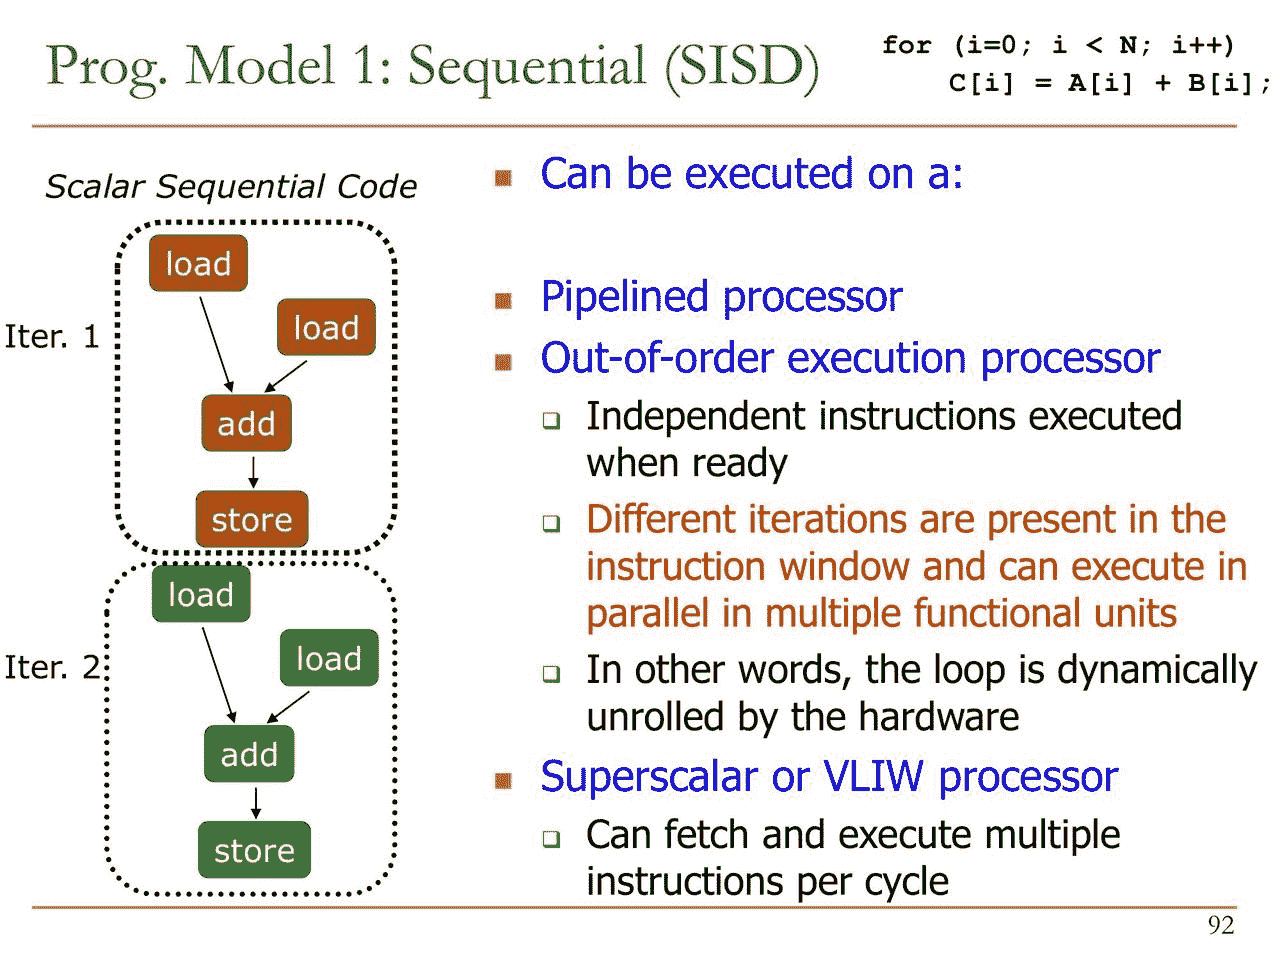 Prog. Model 1: Sequential (SISD)
for (i=0; i < N; i++)
C[i] = A[i] + B[i];
Scalar Sequential Code
Iter. 1
load
load
add
store
Iter. 2
load
load
add
store
Can be executed on a:
Pipelined processor
Out-of-order execution processor
Independent instructions executed
when ready
Different iterations are present in the
instruction window and can execute in
parallel in multiple functional units
In other words, the loop is dynamically
unrolled by the hardware
Superscalar or VLIW processor
Can fetch and execute multiple
instructions per cycle
92